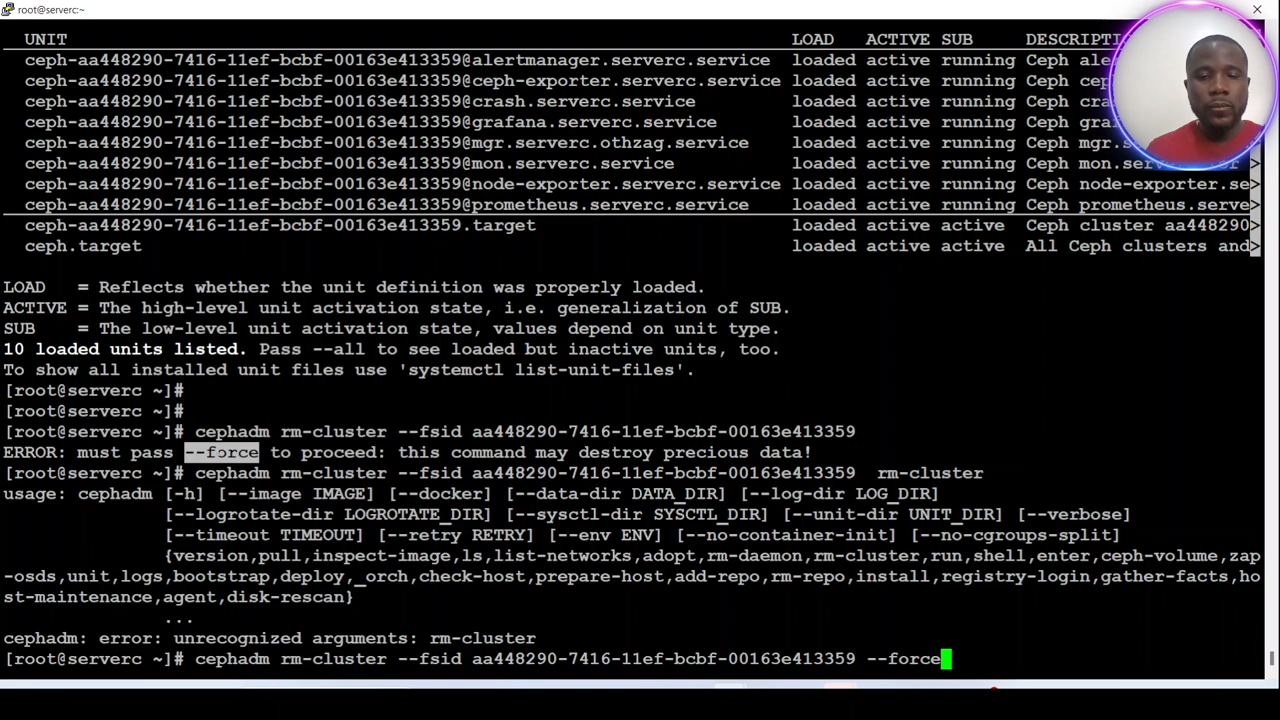 root@serverc:~
UNIT LOAD ACTIVE SUB
ceph-aa448290-7416-11ef-bcbf-00163e413359@alertmanager.serverc.service loaded active running Ceph
ceph-aa448290-7416-11ef-bcbf-00163e413359@ceph-exporter.serverc.service loaded active running Ceph
ceph-aa448290-7416-11ef-bcbf-00163e413359@crash.serverc.service loaded active running Ceph
ceph-aa448290-7416-11ef-bcbf-00163e413359@grafana.serverc.service loaded active running Ceph
ceph-aa448290-7416-11ef-bcbf-00163e413359@mgr.serverc.othzag.service loaded active running Ceph
ceph-aa448290-7416-11ef-bcbf-00163e413359@mon.serverc.service loaded active running Ceph >
ceph-aa448290-7416-11ef-bcbf-00163e413359@node-exporter.serverc.service loaded active running Ceph node-exporter.se>
ceph-aa448290-7416-11ef-bcbf-00163e413359@prometheus.serverc.service loaded active running Ceph prometheus.serve>
ceph-aa448290-7416-11ef-bcbf-00163e413359.target loaded active active Ceph cluster aa448290>
ceph.target loaded active active All Ceph clusters and>
LOAD = Reflects whether the unit definition was properly loaded.
ACTIVE = The high-level unit activation state, i.e. generalization of SUB.
SUB = The low-level unit activation state, values depend on unit type.
10 loaded units listed. Pass --all to see loaded but inactive units, too.
To show all installed unit files use 'systemctl list-unit-files'.
[root@serverc ~]#
[root@serverc ~]#
[root@serverc ~]# cephadm rm-cluster --fsid aa448290-7416-11ef-bcbf-00163e413359
ERROR: must pass --force to proceed: this command may destroy precious data!
[root@serverc ~]# cephadm rm-cluster --fsid aa448290-7416-11ef-bcbf-00163e413359 rm-cluster
usage: cephadm [-h] [--image IMAGE] [--docker] [--data-dir DATA_DIR] [--log-dir LOG_DIR]
[--logrotate-dir LOGROTATE_DIR] [--sysctl-dir SYSCTL_DIR] [--unit-dir UNIT_DIR] [--verbose]
[--timeout TIMEOUT] [--retry RETRY] [--env ENV] [--no-container-init] [--no-cgroups-split]
{version,pull,inspect-image,ls,list-networks,adopt,rm-daemon,rm-cluster,run,shell,enter,ceph-volume,zap
-osds,unit,logs,bootstrap,deploy,_orch,check-host,prepare-host,add-repo,rm-repo,install,registry-login,gather-facts,ho
st-maintenance,agent,disk-rescan}
...
cephadm: error: unrecognized arguments: rm-cluster
[root@serverc ~]# cephadm rm-cluster --fsid aa448290-7416-11ef-bcbf-00163e413359 --force